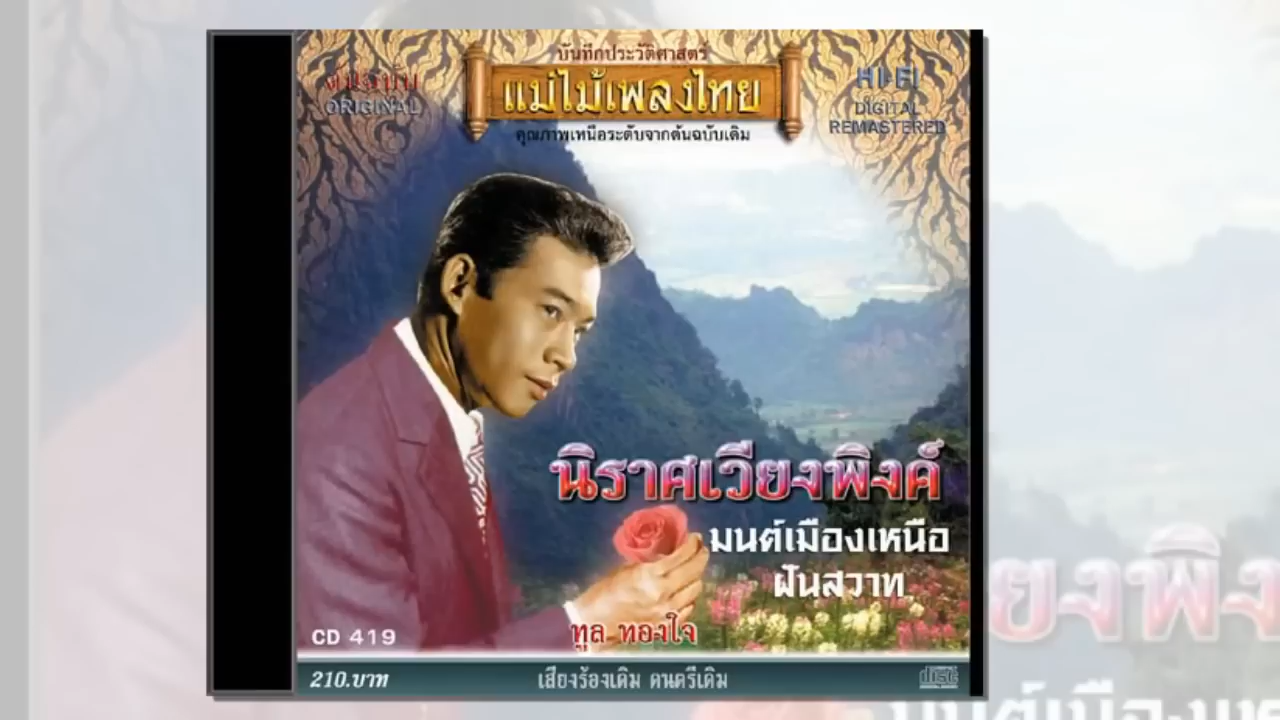 บันทึกประวัติศาสตร์
แม่ไม้เพลงไทย
คุณภาพเหนือระดับจากต้นฉบับเดิม
ต้นฉบับ
ORIGINAL
HI-FI
DIGITAL
REMASTERED
นิราศเวียงพิงค์
มนต์เมืองเหนือ
ฝันสวาท
ทูล ทองใจ
CD 419
210.บาท
เสียงร้องเดิม ดนตรีเดิม
disc